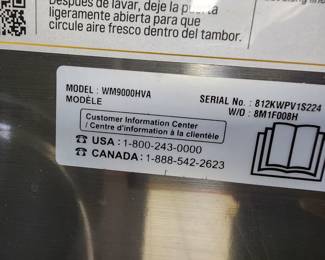 Después de lavar, deje la puerta
ligeramente abierta para que
circule aire fresco dentro del tambor.
MODEL : WM9000HVA
MODÈLE
SERIAL No. : 812KWPV1S224
W/O : 8M1F008H
Customer Information Center /
Centre d'information à la clientèle
☎ USA : 1-800-243-0000
☎ CANADA : 1-888-542-2623